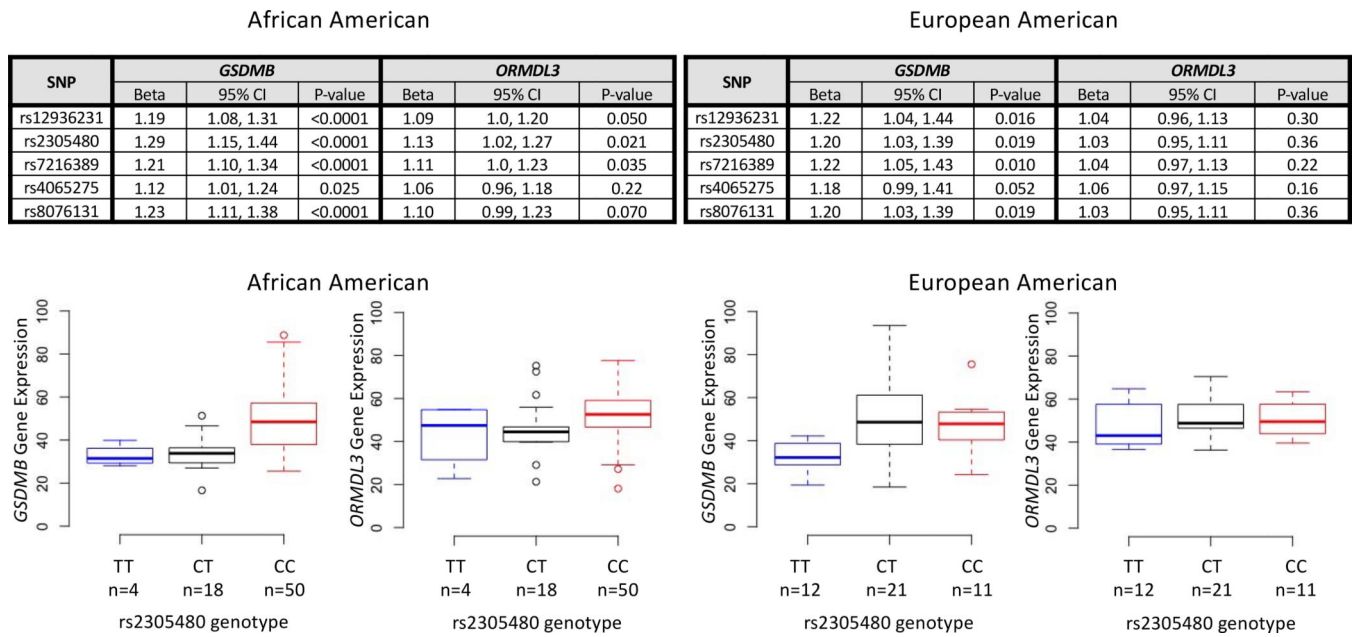 African American
European American
SNP GSDMB ORMDL3
Beta 95% CI P-value Beta 95% CI P-value
rs12936231 1.19 1.08, 1.31 <0.0001 1.09 1.0, 1.20 0.050
rs2305480 1.29 1.15, 1.44 <0.0001 1.13 1.02, 1.27 0.021
rs7216389 1.21 1.10, 1.34 <0.0001 1.11 1.0, 1.23 0.035
rs4065275 1.12 1.01, 1.24 0.025 1.06 0.96, 1.18 0.22
rs8076131 1.23 1.11, 1.38 <0.0001 1.10 0.99, 1.23 0.070
SNP GSDMB ORMDL3
Beta 95% CI P-value Beta 95% CI P-value
rs12936231 1.22 1.04, 1.44 0.016 1.04 0.96, 1.13 0.30
rs2305480 1.20 1.03, 1.39 0.019 1.03 0.95, 1.11 0.36
rs7216389 1.22 1.05, 1.43 0.010 1.04 0.97, 1.13 0.22
rs4065275 1.18 0.99, 1.41 0.052 1.06 0.97, 1.15 0.16
rs8076131 1.20 1.03, 1.39 0.019 1.03 0.95, 1.11 0.36
African American
European American
GSDMB Gene Expression
0 20 40 60 80 100
TT CT CC
n=4 n=18 n=50
ORMDL3 Gene Expression
0 20 40 60 80 100
TT CT CC
n=4 n=18 n=50
rs2305480 genotype
rs2305480 genotype
GSDMB Gene Expression
0 20 40 60 80 100
TT CT CC
n=12 n=21 n=11
ORMDL3 Gene Expression
0 20 40 60 80 100
TT CT CC
n=12 n=21 n=11
rs2305480 genotype
rs2305480 genotype